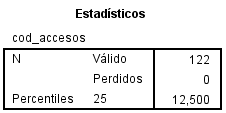 Estadísticos
cod_accesos
N Válido 122
Perdidos 0
Percentiles 25 12,500